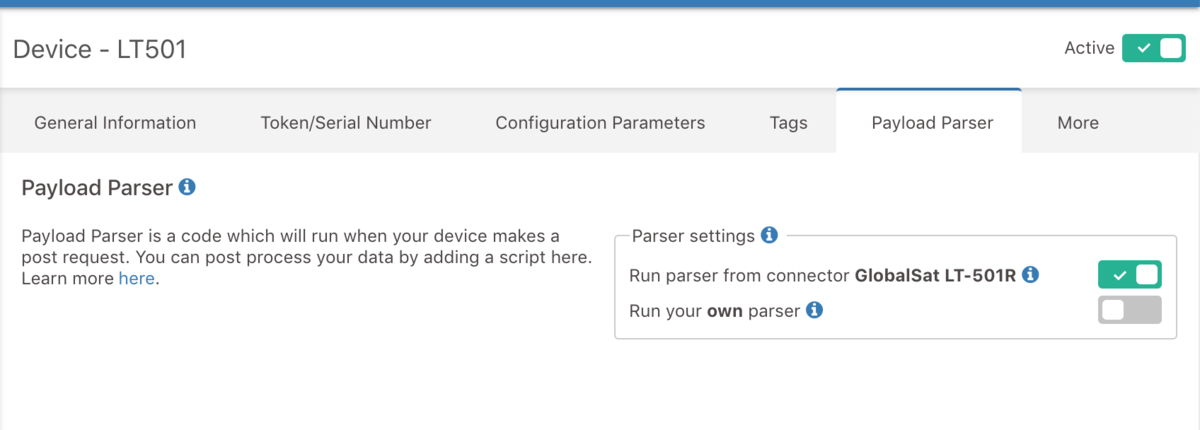 Device - LT501
Active
General Information
Token/Serial Number
Configuration Parameters
Tags
Payload Parser
More
Payload Parser
Payload Parser is a code which will run when your device makes a
post request. You can post process your data by adding a script here.
Learn more here.
Parser settings
Run parser from connector GlobalSat LT-501R
Run your own parser